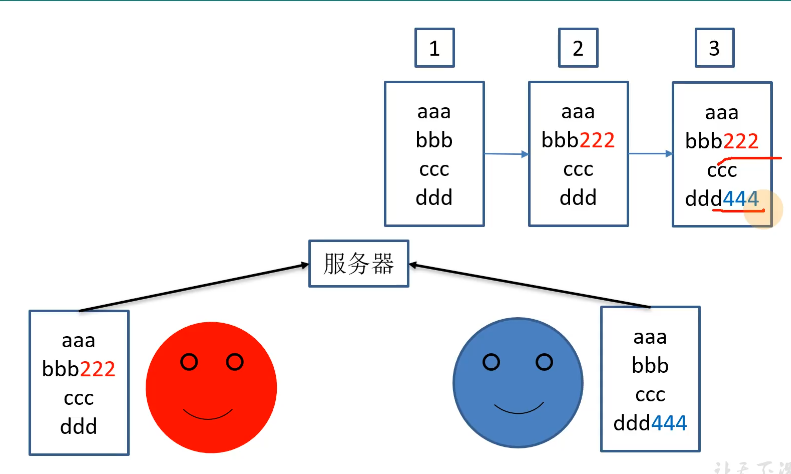 1
2
3
aaa
bbb
ccc
ddd
aaa
bbb222
ccc
ddd
aaa
bbb222
ccc
ddd444
服务器
aaa
bbb222
ccc
ddd
aaa
bbb
ccc
ddd444